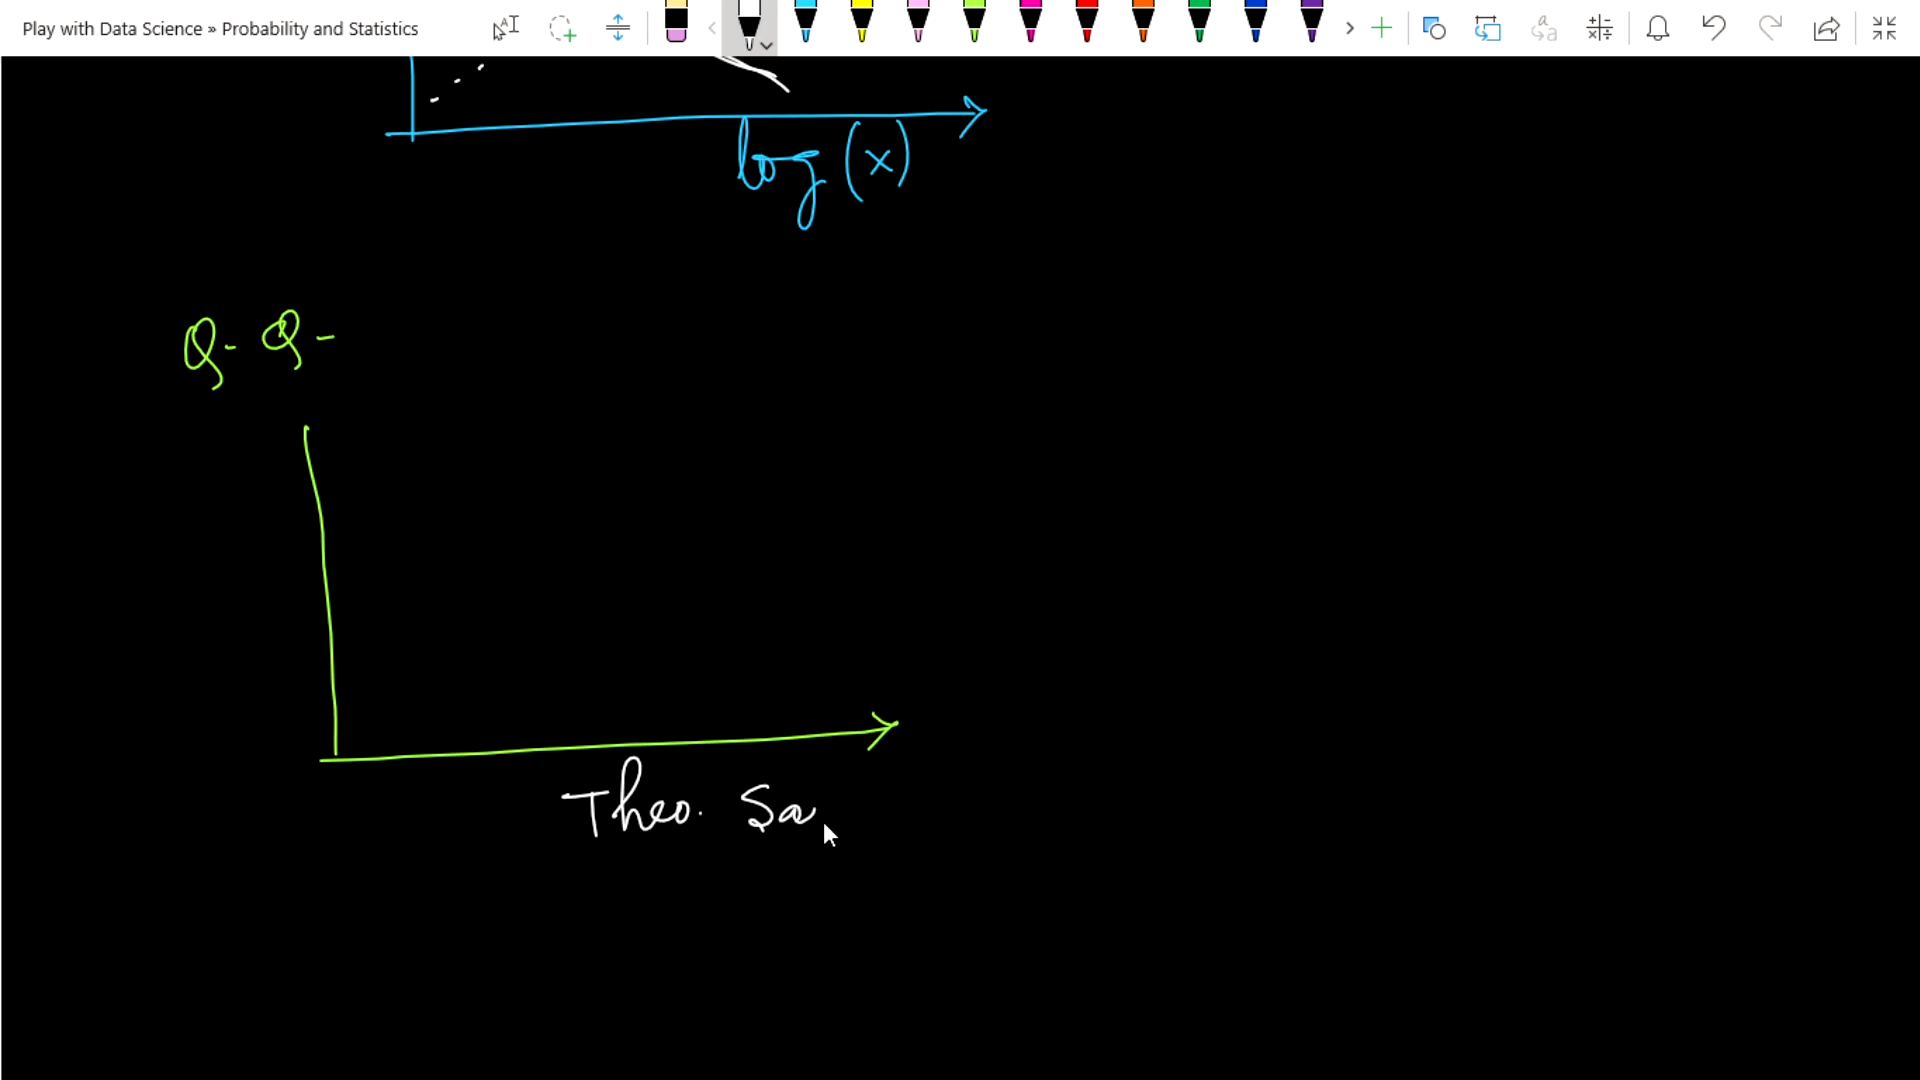 Play with Data Science » Probability and Statistics
log (x)
Q- Q-
Theo. Sa